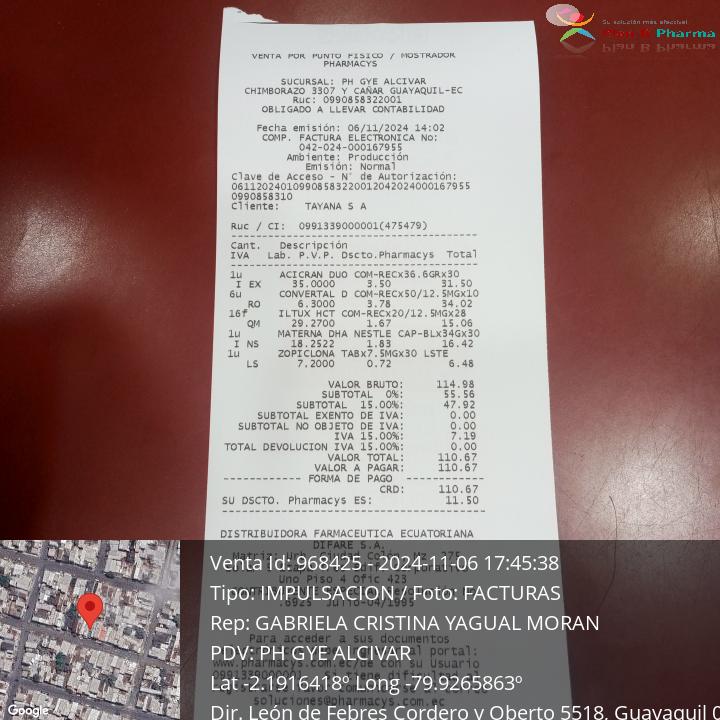 Su solución más efectiva!
Plan B Pharma
VENTA POR PUNTO FISICO / MOSTRADOR
PHARMACYS
SUCURSAL: PH GYE ALCIVAR
CHIMBORAZO 3307 Y CAÑAR GUAYAQUIL-EC
Ruc: 0990858322001
OBLIGADO A LLEVAR CONTABILIDAD
Fecha emisión: 06/11/2024 14:02
COMP. FACTURA ELECTRONICA No:
042-024-000167955
Ambiente: Producción
Emisión: Normal
Clave de Acceso - N° de Autorización:
061120240109908583220012042024000167955
0990858310
Cliente: TAYANA S A
Ruc / CI: 0991339000001(475479)
Cant. Descripción
IVA Lab. P.V.P. Dscto.Pharmacys Total
1u ACICRAN DUO COM-RECx36.6GRx30
I EX 35.0000 3.50 31.50
6u CONVERTAL D COM-RECx50/12.5MGx10
RO 6.3000 3.78 34.02
16f ILTUX HCT COM-RECx20/12.5MGx28
QM 29.2700 1.67 15.06
1u MATERNA DHA NESTLE CAP-BLx34Gx30
I NS 18.2522 1.83 16.42
1u ZOPICLONA TABx7.5MGx30 LSTE
LS 7.2000 0.72 6.48
VALOR BRUTO: 114.98
SUBTOTAL 0%: 55.56
SUBTOTAL 15.00%: 47.92
SUBTOTAL EXENTO DE IVA: 0.00
SUBTOTAL NO OBJETO DE IVA: 0.00
IVA 15.00%: 7.19
TOTAL DEVOLUCION IVA 15.00%: 0.00
VALOR TOTAL: 110.67
VALOR A PAGAR: 110.67
FORMA DE PAGO
CRD: 110.67
SU DSCTO. Pharmacys ES: 11.50
DISTRIBUIDORA FARMACEUTICA ECUATORIANA
DIFARE S.A.
Venta Id: 968425 - 2024-11-06 17:45:38
Uno Piso 4 Ofic 423
Tipo: IMPULSACION / Foto: FACTURAS
Rep: GABRIELA CRISTINA YAGUAL MORAN
Para acceder a sus documentos
PDV: PH GYE ALCIVAR
www.pharmacys.com.ec/de con su Usuario
Lat -2.1916418º Long -79.9265863º
soluciones@pharmacys.com.ec
Dir. León de Febres Cordero y Oberto 5518, Guayaquil
Google